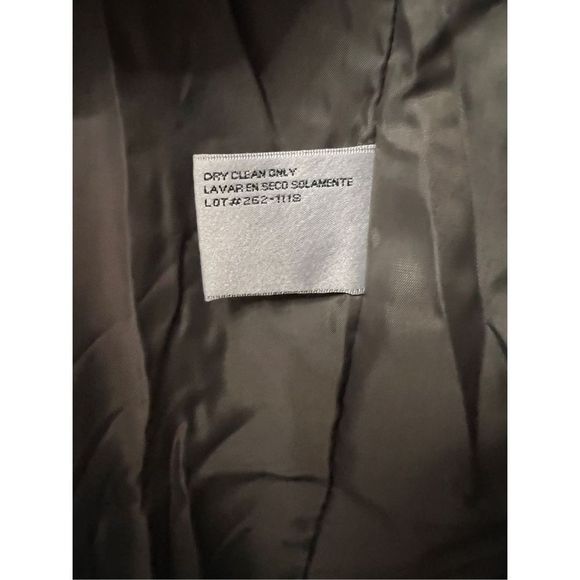 DRY CLEAN ONLY
LAVAR EN SECO SOLAMENTE
LOT# 262-1118